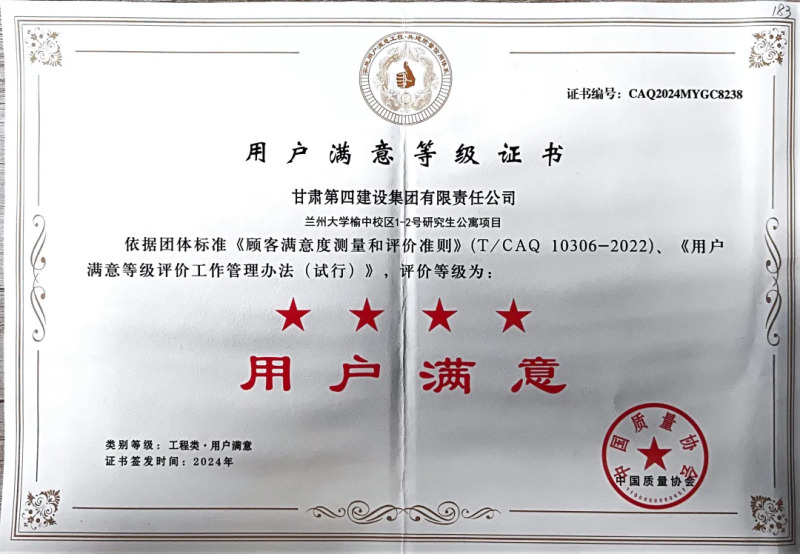 183
证书编号：CAQ2024MYGC8238
用户满意等级证书
甘肃第四建设集团有限责任公司
兰州大学榆中校区1-2号研究生公寓项目
依据团体标准《顾客满意度测量和评价准则》(T/CAQ 10306-2022)、《用户
满意等级评价工作管理办法（试行）》，评价等级为：
用户满意
类别等级：工程类·用户满意
证书签发时间：2024年
中国质量协会
中国质量协会